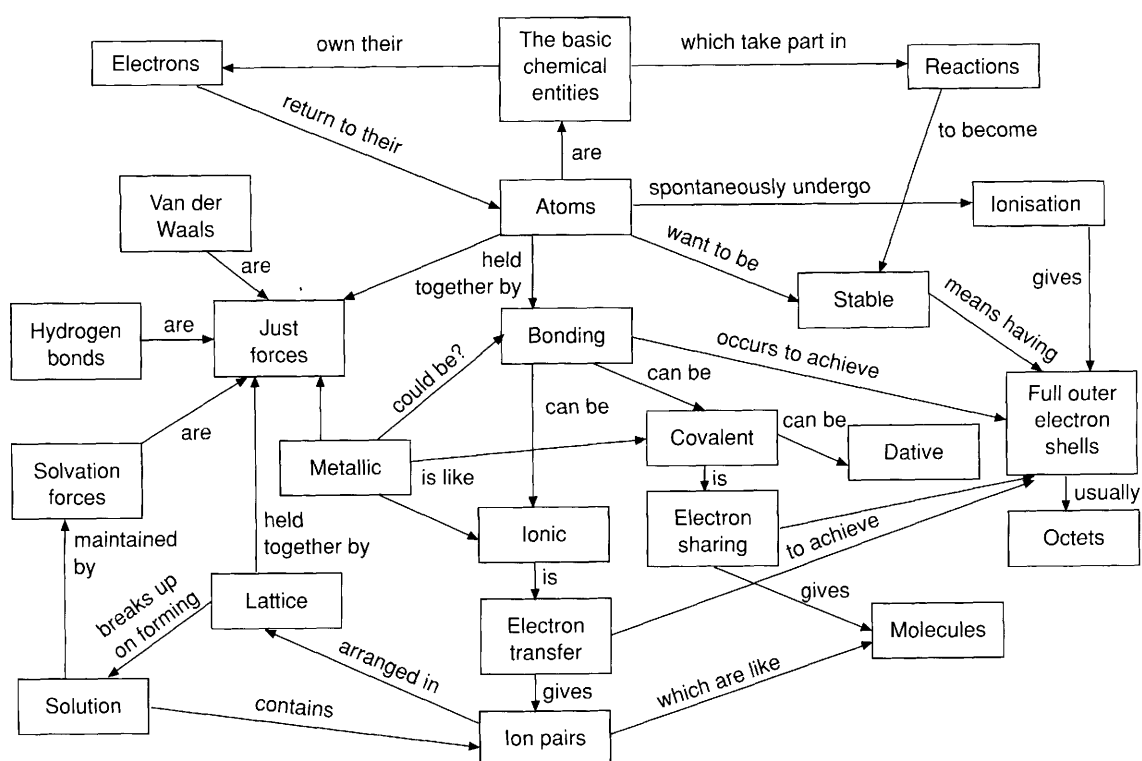 own their
The basic
chemical
entities
which take part in
Electrons
Reactions
return to their
to become
are
Van der
Waals
Atoms
spontaneously undergo
Ionisation
are
held
together by
want to be
Stable
gives
means having
Hydrogen
bonds
are
Just
forces
Bonding
could be?
occurs to achieve
can be
can be
Full outer
electron
shells
are
Solvation
forces
Metallic
is like
Covalent
can be
Dative
is
usually
maintained
by
held
together by
Ionic
Electron
sharing
to achieve
Octets
is
breaks up
on forming
Lattice
Electron
transfer
gives
Molecules
arranged in
gives
which are like
Solution
contains
Ion pairs